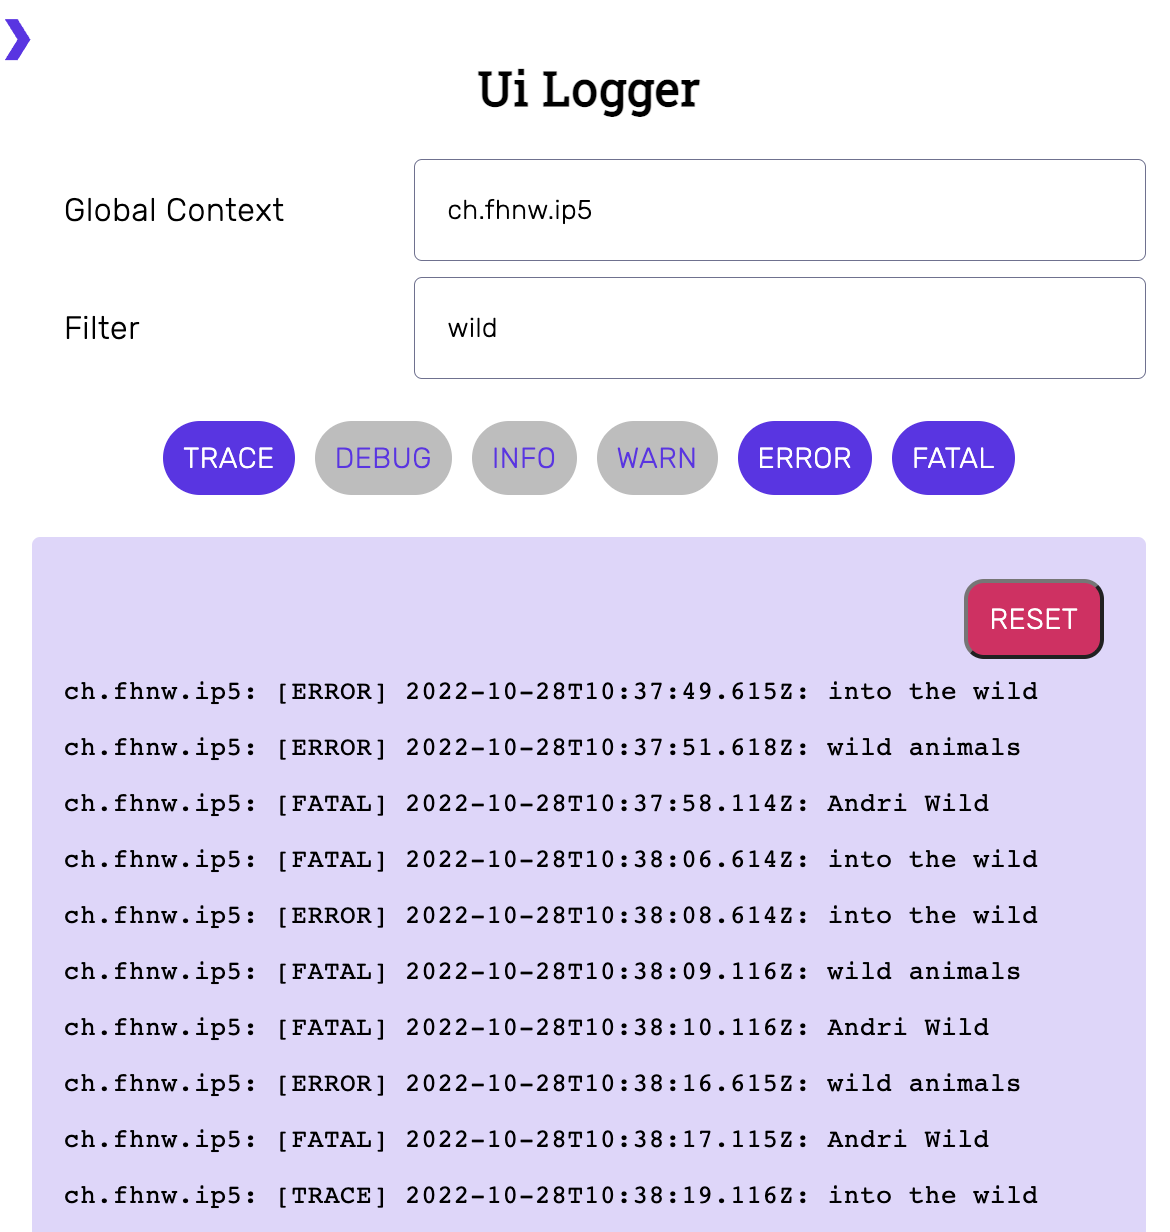 Ui Logger
Global Context
ch.fhnw.ip5
Filter
wild
TRACE DEBUG INFO WARN ERROR FATAL
RESET
ch.fhnw.ip5: [ERROR] 2022-10-28T10:37:49.615Z: into the wild
ch.fhnw.ip5: [ERROR] 2022-10-28T10:37:51.618Z: wild animals
ch.fhnw.ip5: [FATAL] 2022-10-28T10:37:58.114Z: Andri Wild
ch.fhnw.ip5: [FATAL] 2022-10-28T10:38:06.614Z: into the wild
ch.fhnw.ip5: [ERROR] 2022-10-28T10:38:08.614Z: into the wild
ch.fhnw.ip5: [FATAL] 2022-10-28T10:38:09.116Z: wild animals
ch.fhnw.ip5: [FATAL] 2022-10-28T10:38:10.116Z: Andri Wild
ch.fhnw.ip5: [ERROR] 2022-10-28T10:38:16.615Z: wild animals
ch.fhnw.ip5: [FATAL] 2022-10-28T10:38:17.115Z: Andri Wild
ch.fhnw.ip5: [TRACE] 2022-10-28T10:38:19.116Z: into the wild